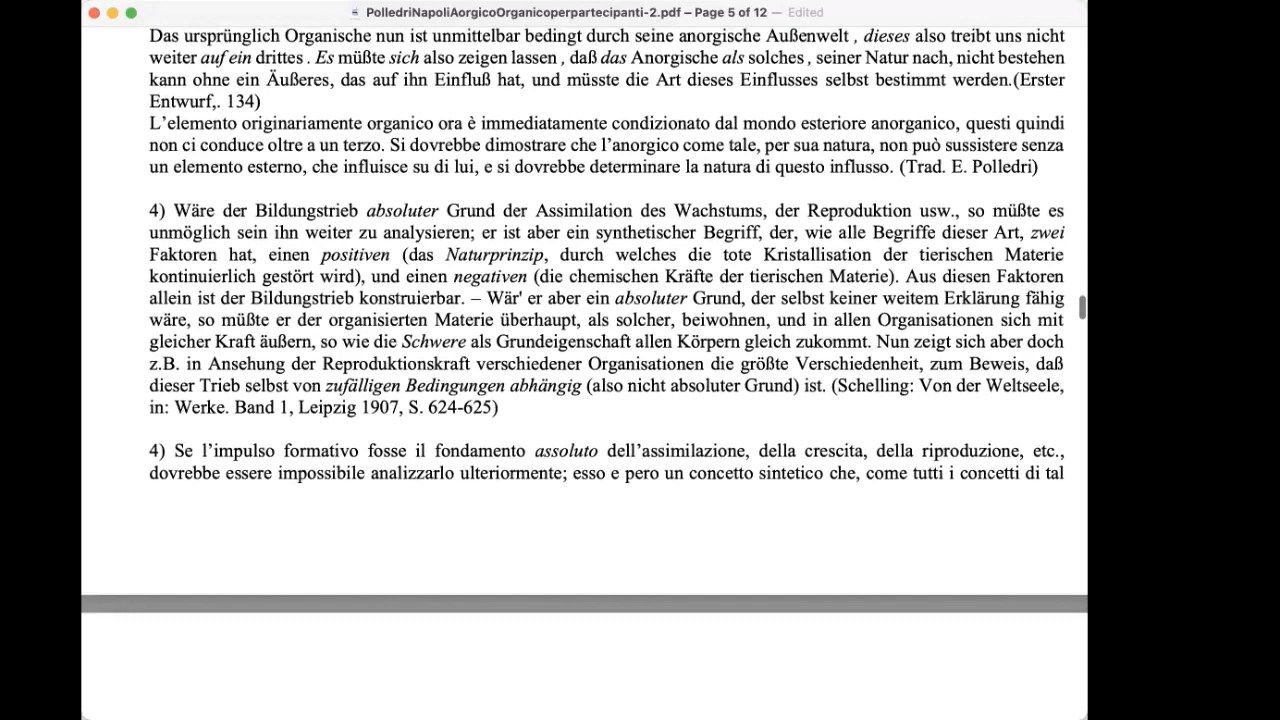 PolledriNapoliAorgicoOrganicoperpartecipanti-2.pdf – Page 5 of 12 — Edited
Das ursprünglich Organische nun ist unmittelbar bedingt durch seine anorgische Außenwelt , dieses also treibt uns nicht
weiter auf ein drittes . Es müßte sich also zeigen lassen , daß das Anorgische als solches , seiner Natur nach, nicht bestehen
kann ohne ein Äußeres, das auf ihn Einfluß hat, und müsste die Art dieses Einflusses selbst bestimmt werden.(Erster
Entwurf,. 134)
L’elemento originariamente organico ora è immediatamente condizionato dal mondo esteriore anorganico, questi quindi
non ci conduce oltre a un terzo. Si dovrebbe dimostrare che l’anorgico come tale, per sua natura, non può sussistere senza
un elemento esterno, che influisce su di lui, e si dovrebbe determinare la natura di questo influsso. (Trad. E. Polledri)
4) Wäre der Bildungstrieb absoluter Grund der Assimilation des Wachstums, der Reproduktion usw., so müßte es
unmöglich sein ihn weiter zu analysieren; er ist aber ein synthetischer Begriff, der, wie alle Begriffe dieser Art, zwei
Faktoren hat, einen positiven (das Naturprinzip, durch welches die tote Kristallisation der tierischen Materie
kontinuierlich gestört wird), und einen negativen (die chemischen Kräfte der tierischen Materie). Aus diesen Faktoren
allein ist der Bildungstrieb konstruierbar. – Wär' er aber ein absoluter Grund, der selbst keiner weitem Erklärung fähig
wäre, so müßte er der organisierten Materie überhaupt, als solcher, beiwohnen, und in allen Organisationen sich mit
gleicher Kraft äußern, so wie die Schwere als Grundeigenschaft allen Körpern gleich zukommt. Nun zeigt sich aber doch
z.B. in Ansehung der Reproduktionskraft verschiedener Organisationen die größte Verschiedenheit, zum Beweis, daß
dieser Trieb selbst von zufälligen Bedingungen abhängig (also nicht absoluter Grund) ist. (Schelling: Von der Weltseele,
in: Werke. Band 1, Leipzig 1907, S. 624-625)
4) Se l’impulso formativo fosse il fondamento assoluto dell’assimilazione, della crescita, della riproduzione, etc.,
dovrebbe essere impossibile analizzarlo ulteriormente; esso e pero un concetto sintetico che, come tutti i concetti di tal